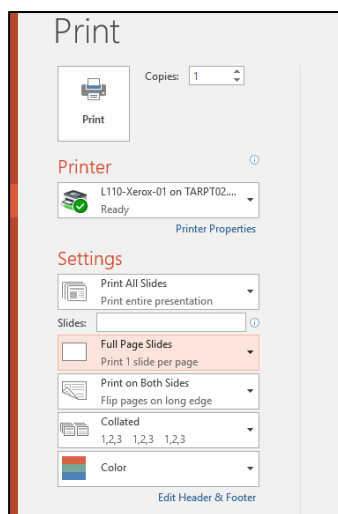 Print
Copies: 1
Print
Printer
L110-Xerox-01 on TARPT02....
Ready
Printer Properties
Settings
Print All Slides
Print entire presentation
Slides:
Full Page Slides
Print 1 slide per page
Print on Both Sides
Flip pages on long edge
Collated
1,2,3 1,2,3 1,2,3
Color
Edit Header & Footer